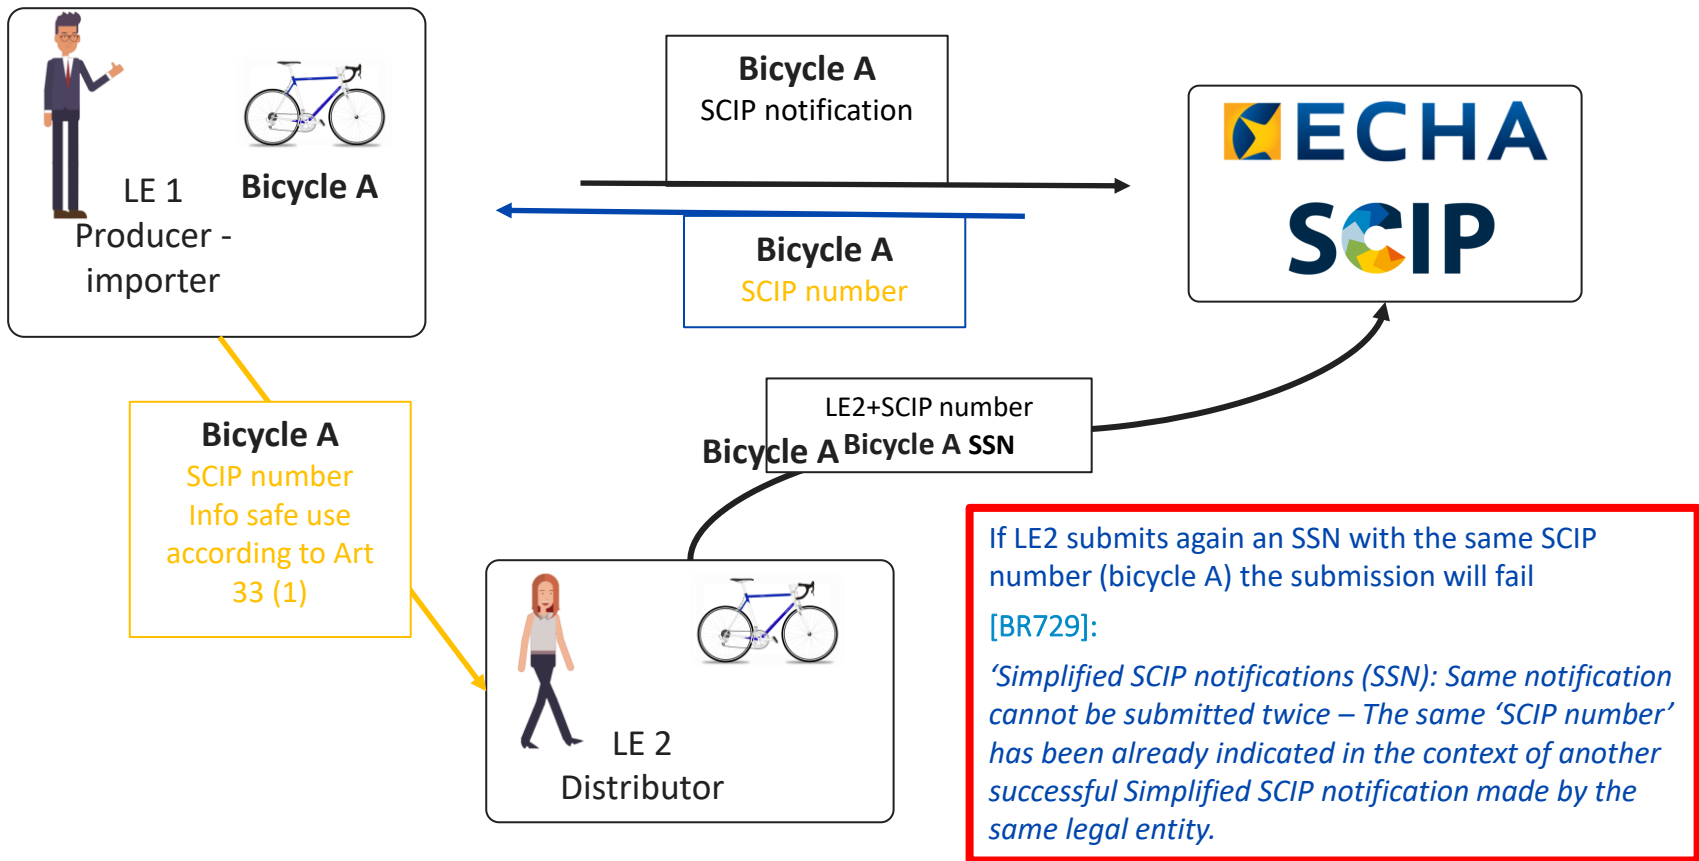 LE 1
Producer -
importer
Bicycle A
Bicycle A
SCIP notification
ECHA
SCIP
Bicycle A
SCIP number
Bicycle A
SCIP number
Info safe use
according to Art
33 (1)
LE2+SCIP number
Bicycle A SSN
Bicycle A
LE 2
Distributor
If LE2 submits again an SSN with the same SCIP
number (bicycle A) the submission will fail
[BR729]:
‘Simplified SCIP notifications (SSN): Same notification
cannot be submitted twice – The same ‘SCIP number’
has been already indicated in the context of another
successful Simplified SCIP notification made by the
same legal entity.